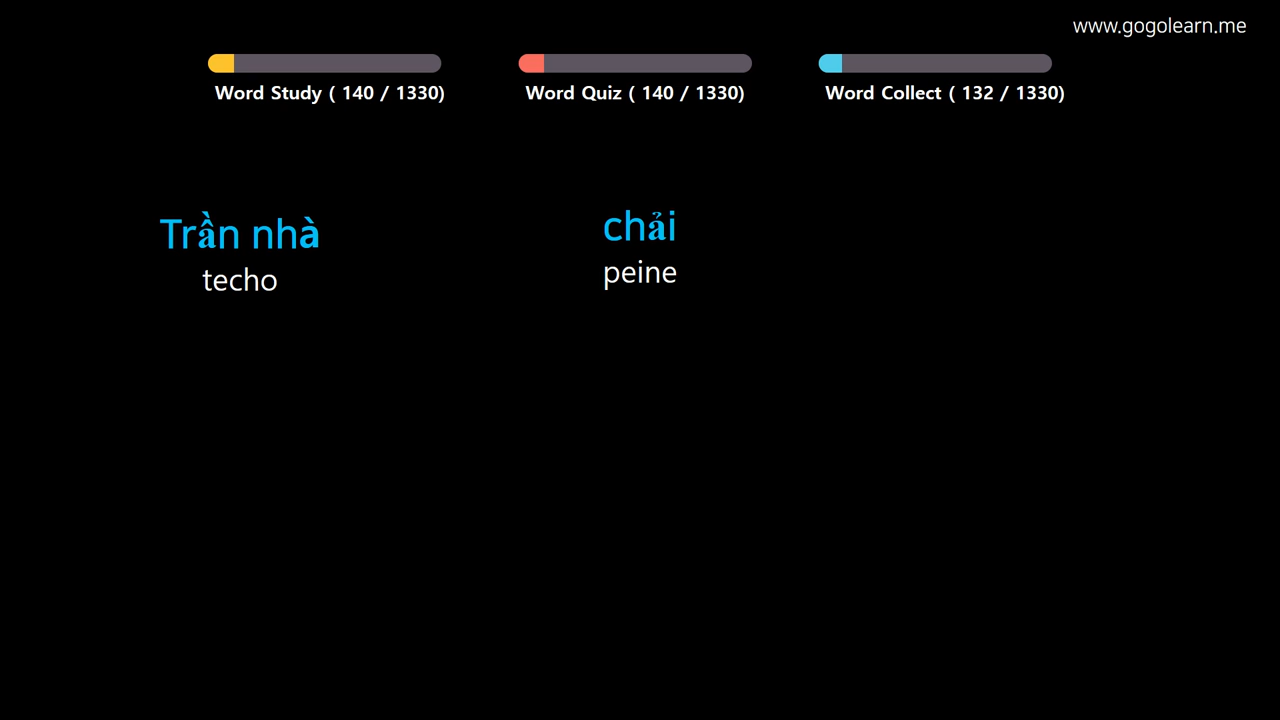 www.gogolearn.me
Word Study ( 140 / 1330)
Word Quiz ( 140 / 1330)
Word Collect ( 132 / 1330)
Trần nhà
techo
chải
peine